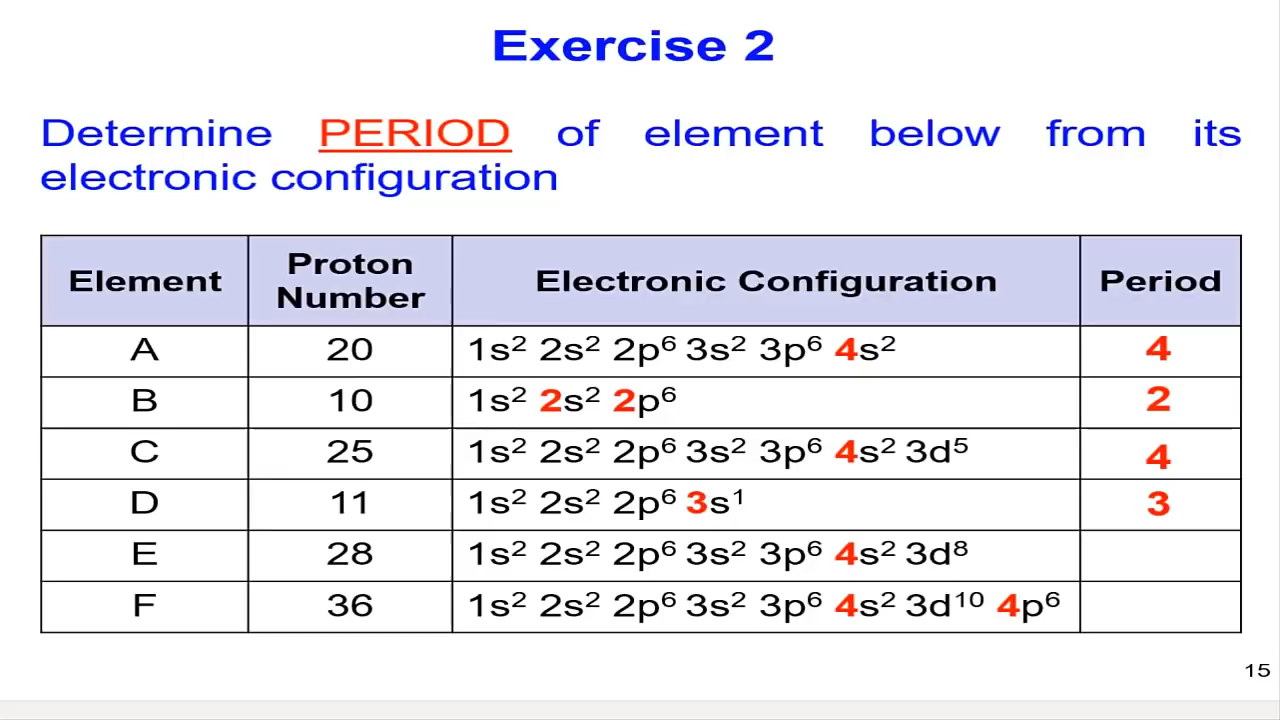 Exercise 2
Determine PERIOD of element below from its
electronic configuration
Element Proton Number Electronic Configuration Period
A 20 1s² 2s² 2p⁶ 3s² 3p⁶ 4s² 4
B 10 1s² 2s² 2p⁶ 2
C 25 1s² 2s² 2p⁶ 3s² 3p⁶ 4s² 3d⁵ 4
D 11 1s² 2s² 2p⁶ 3s¹ 3
E 28 1s² 2s² 2p⁶ 3s² 3p⁶ 4s² 3d⁸
F 36 1s² 2s² 2p⁶ 3s² 3p⁶ 4s² 3d¹⁰ 4p⁶
15